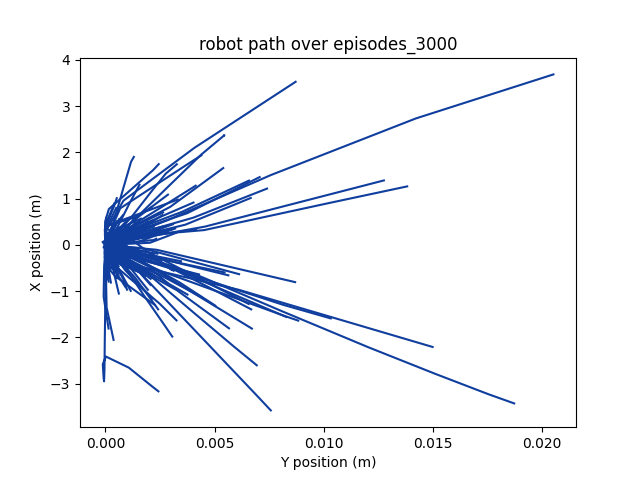 robot path over episodes_3000
4
3
2
1
0
−1
−2
−3
X position (m)
0.000 0.005 0.010 0.015 0.020
Y position (m)